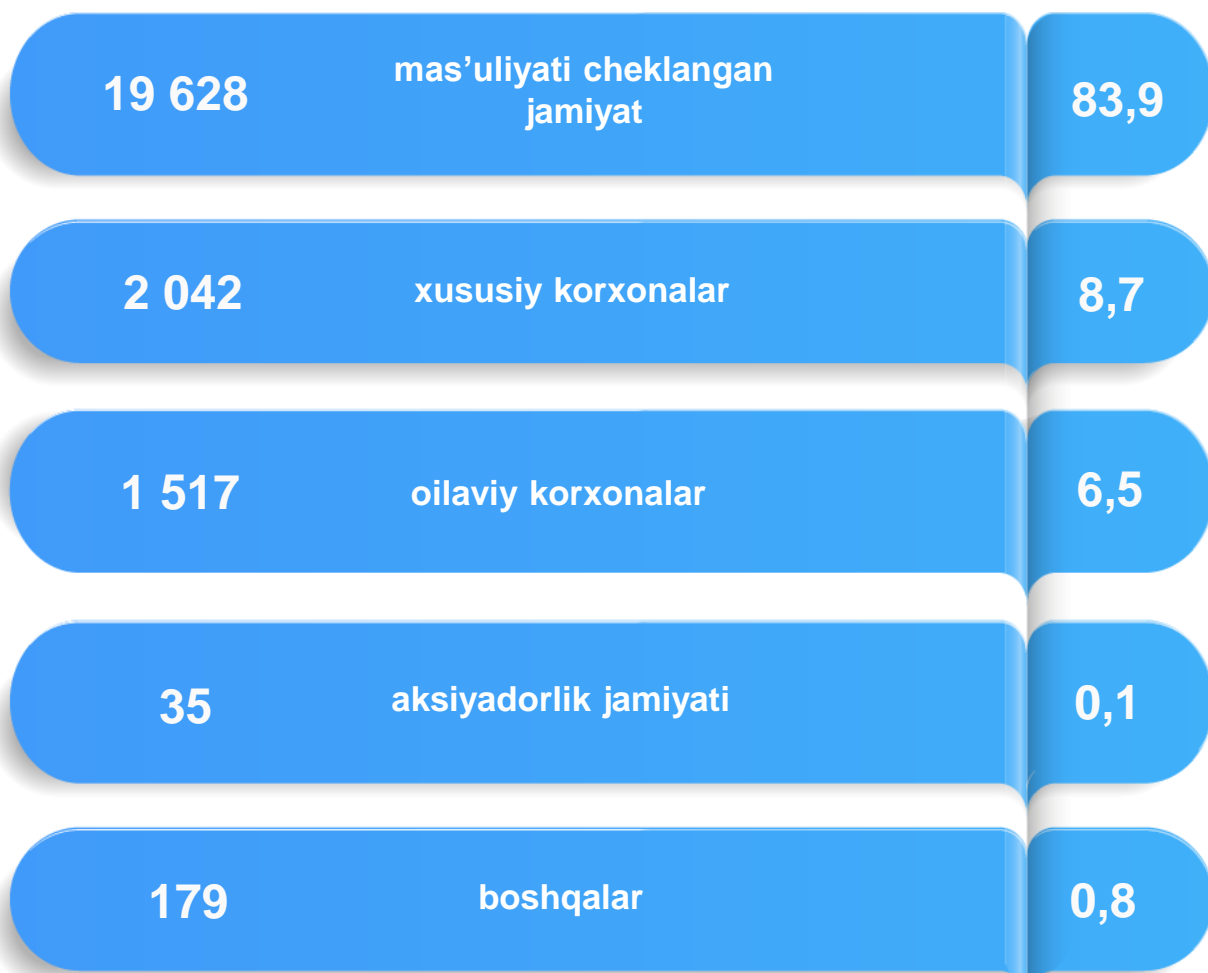 19 628
mas’uliyati cheklangan
jamiyat
83,9
2 042
xususiy korxonalar
8,7
1 517
oilaviy korxonalar
6,5
35
aksiyadorlik jamiyati
0,1
179
boshqalar
0,8